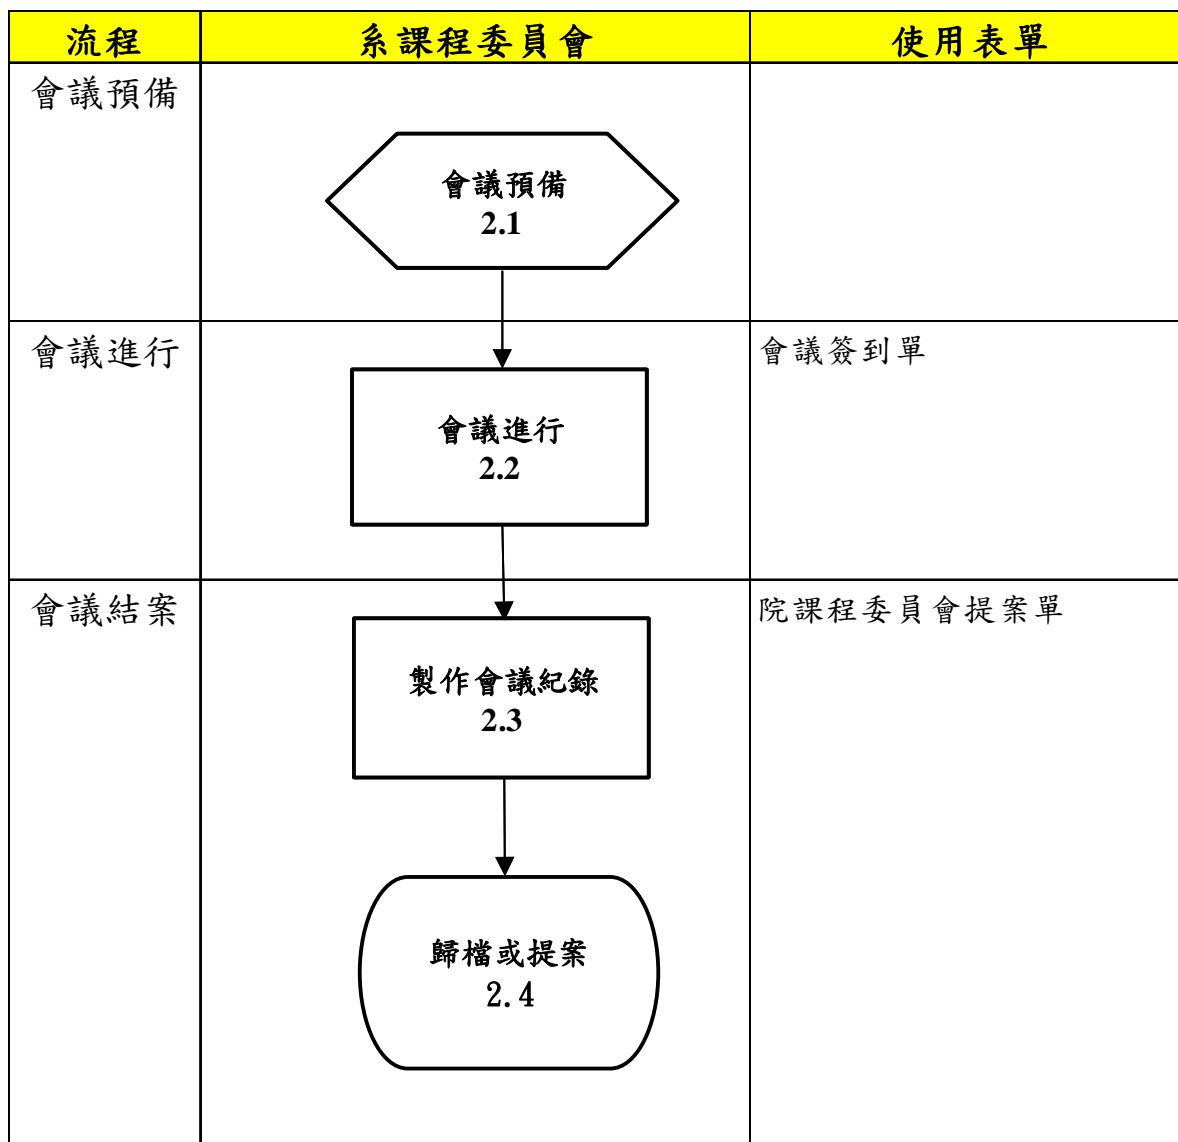 流程 系課程委員會 使用表單
會議預備
會議預備
2.1
會議進行 會議簽到單
會議進行
2.2
會議結案 院課程委員會提案單
製作會議紀錄
2.3
歸檔或提案
2.4